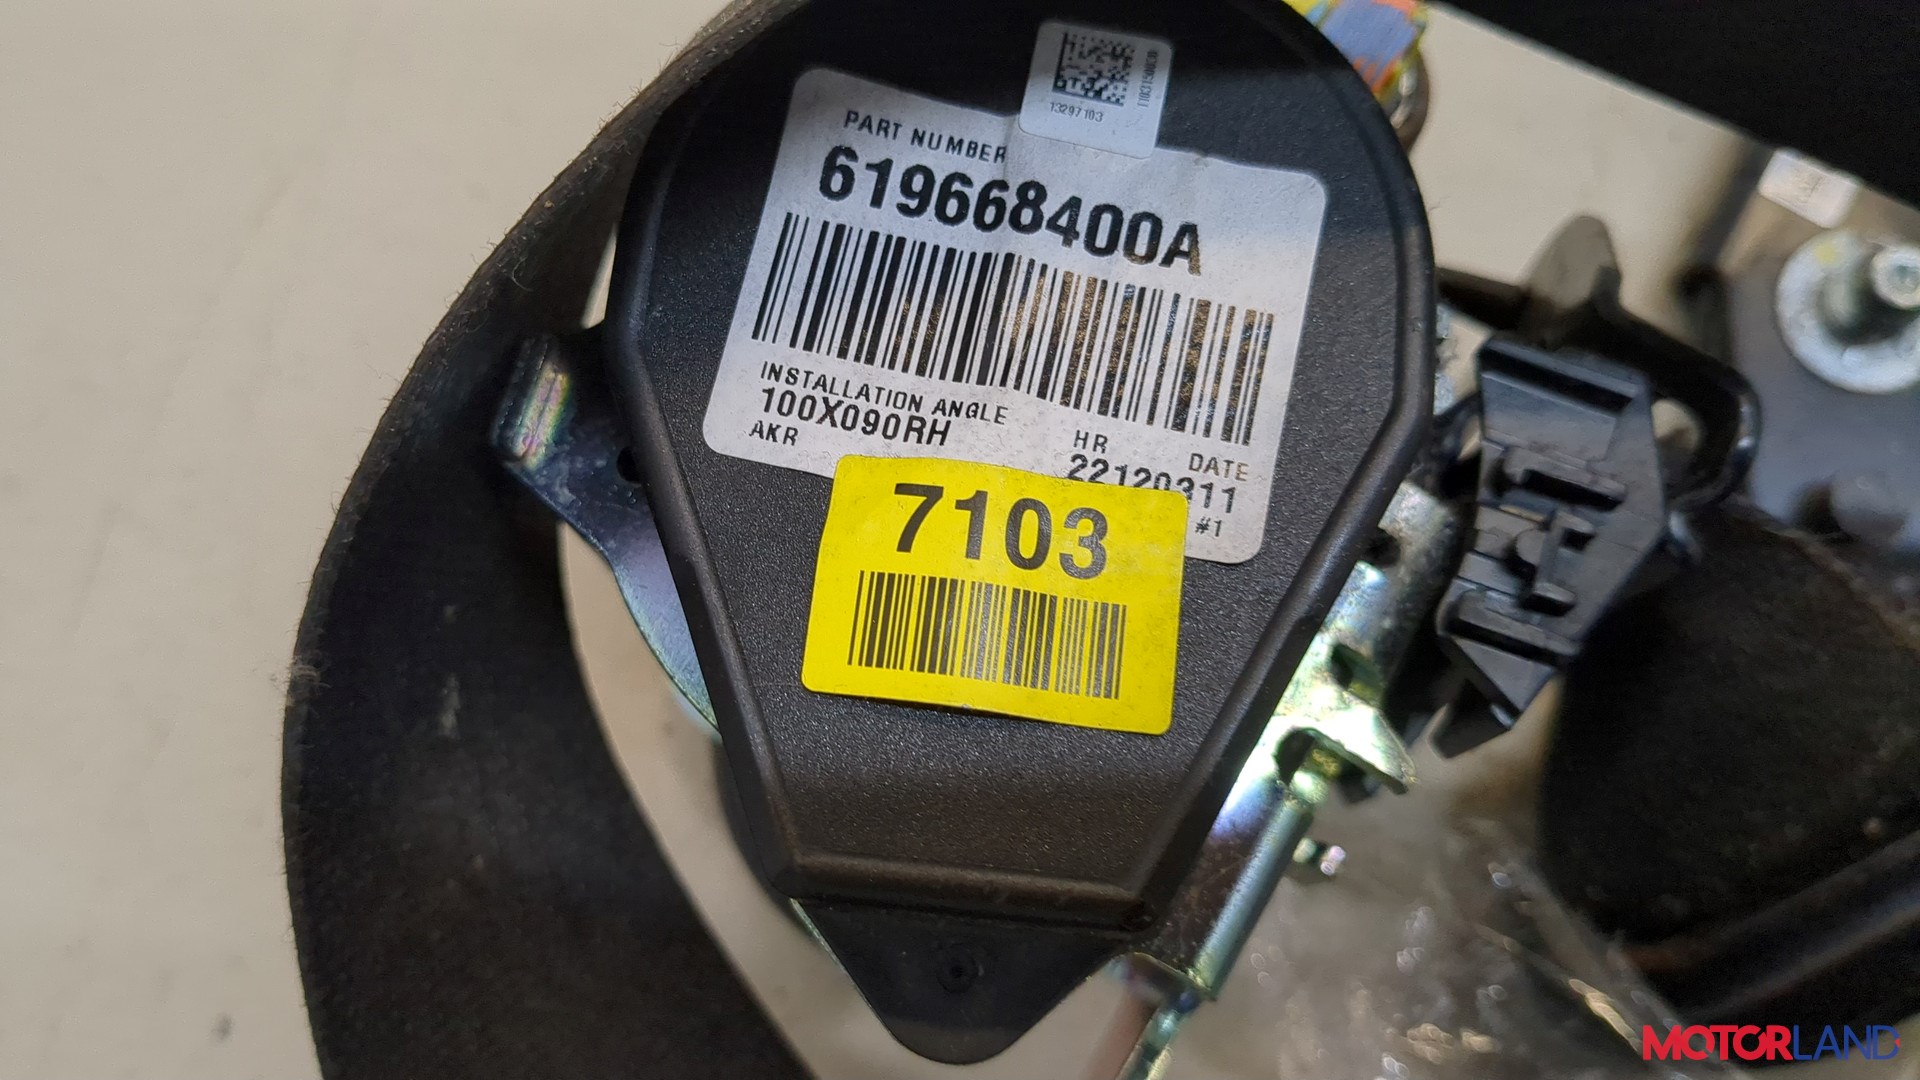 13297103
PART NUMBER
619668400A
INSTALLATION ANGLE
100X090RH
AKR
HR DATE
22120311
#1
7103
MOTORLAND